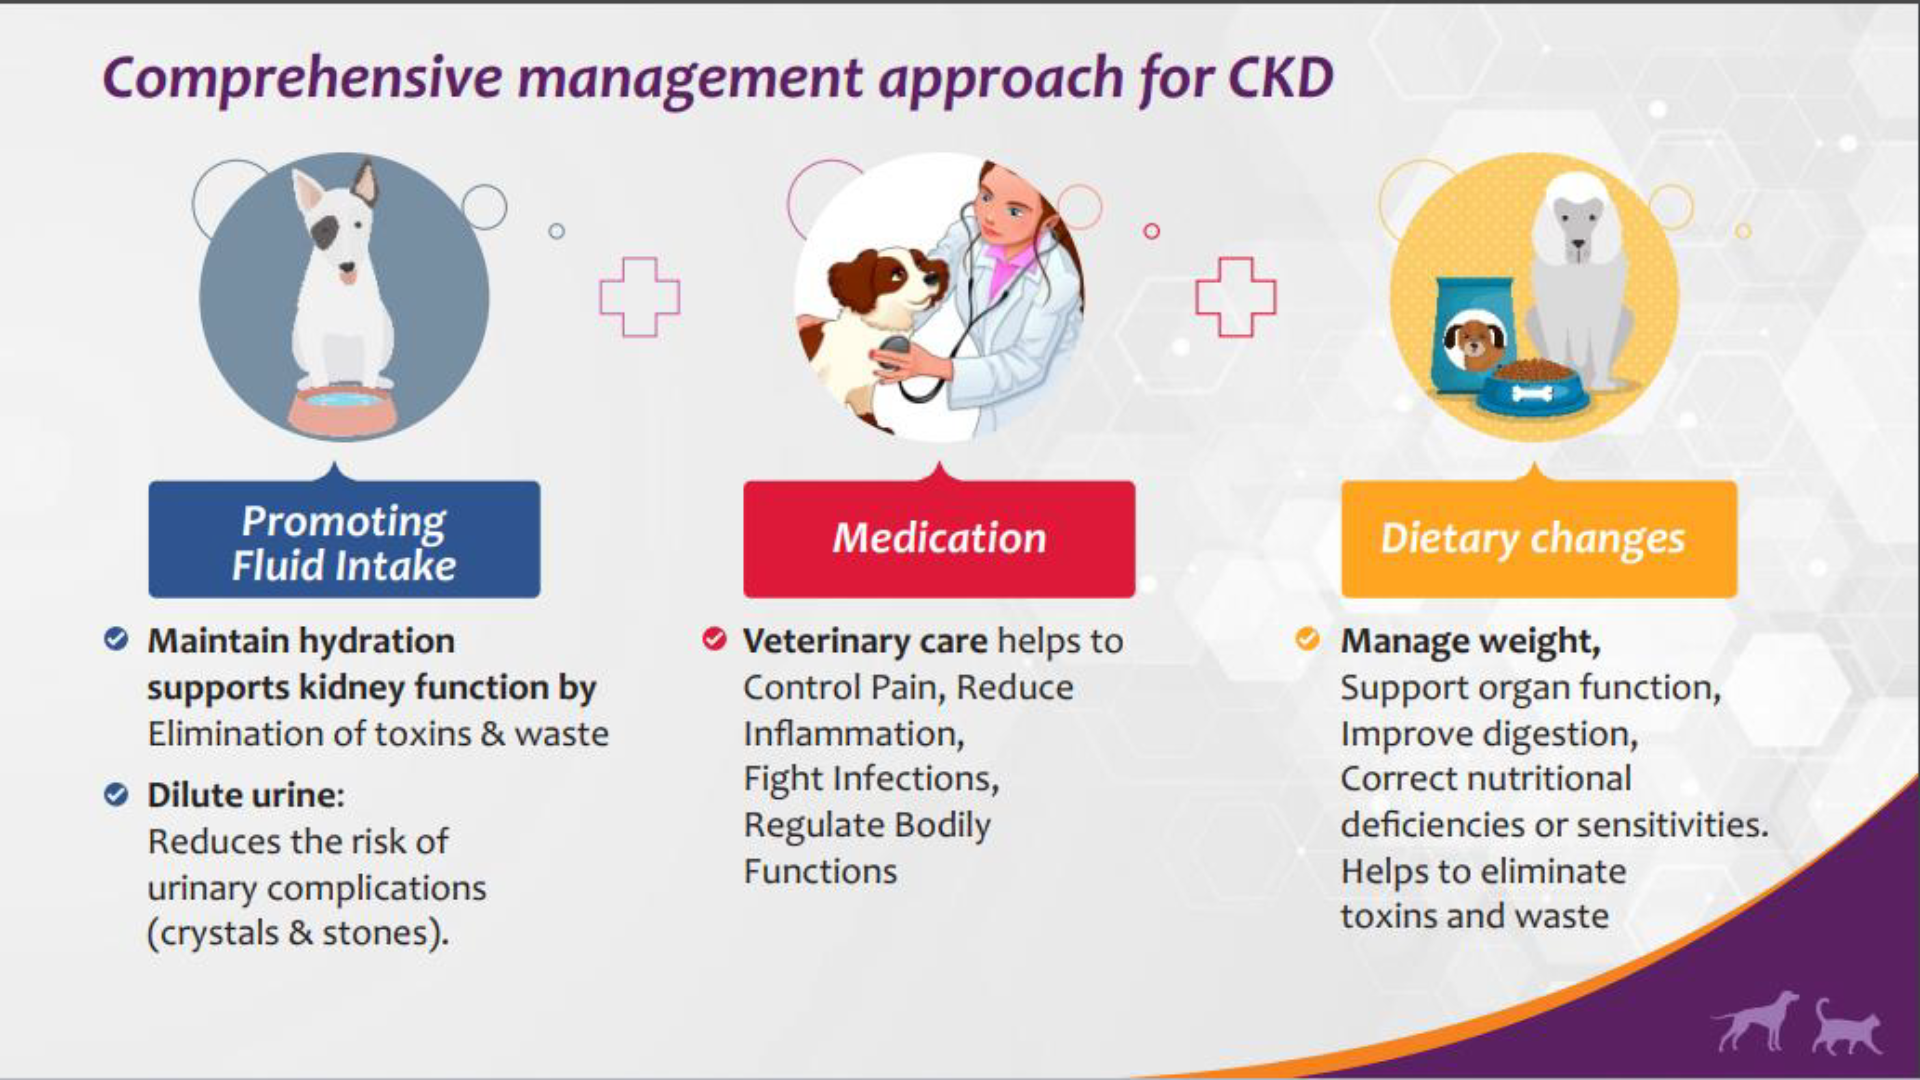 Comprehensive management approach for CKD
Promoting
Fluid Intake
Maintain hydration
supports kidney function by
Elimination of toxins & waste
Dilute urine:
Reduces the risk of
urinary complications
(crystals & stones).
Medication
Veterinary care helps to
Control Pain, Reduce
Inflammation,
Fight Infections,
Regulate Bodily
Functions
Dietary changes
Manage weight,
Support organ function,
Improve digestion,
Correct nutritional
deficiencies or sensitivities.
Helps to eliminate
toxins and waste